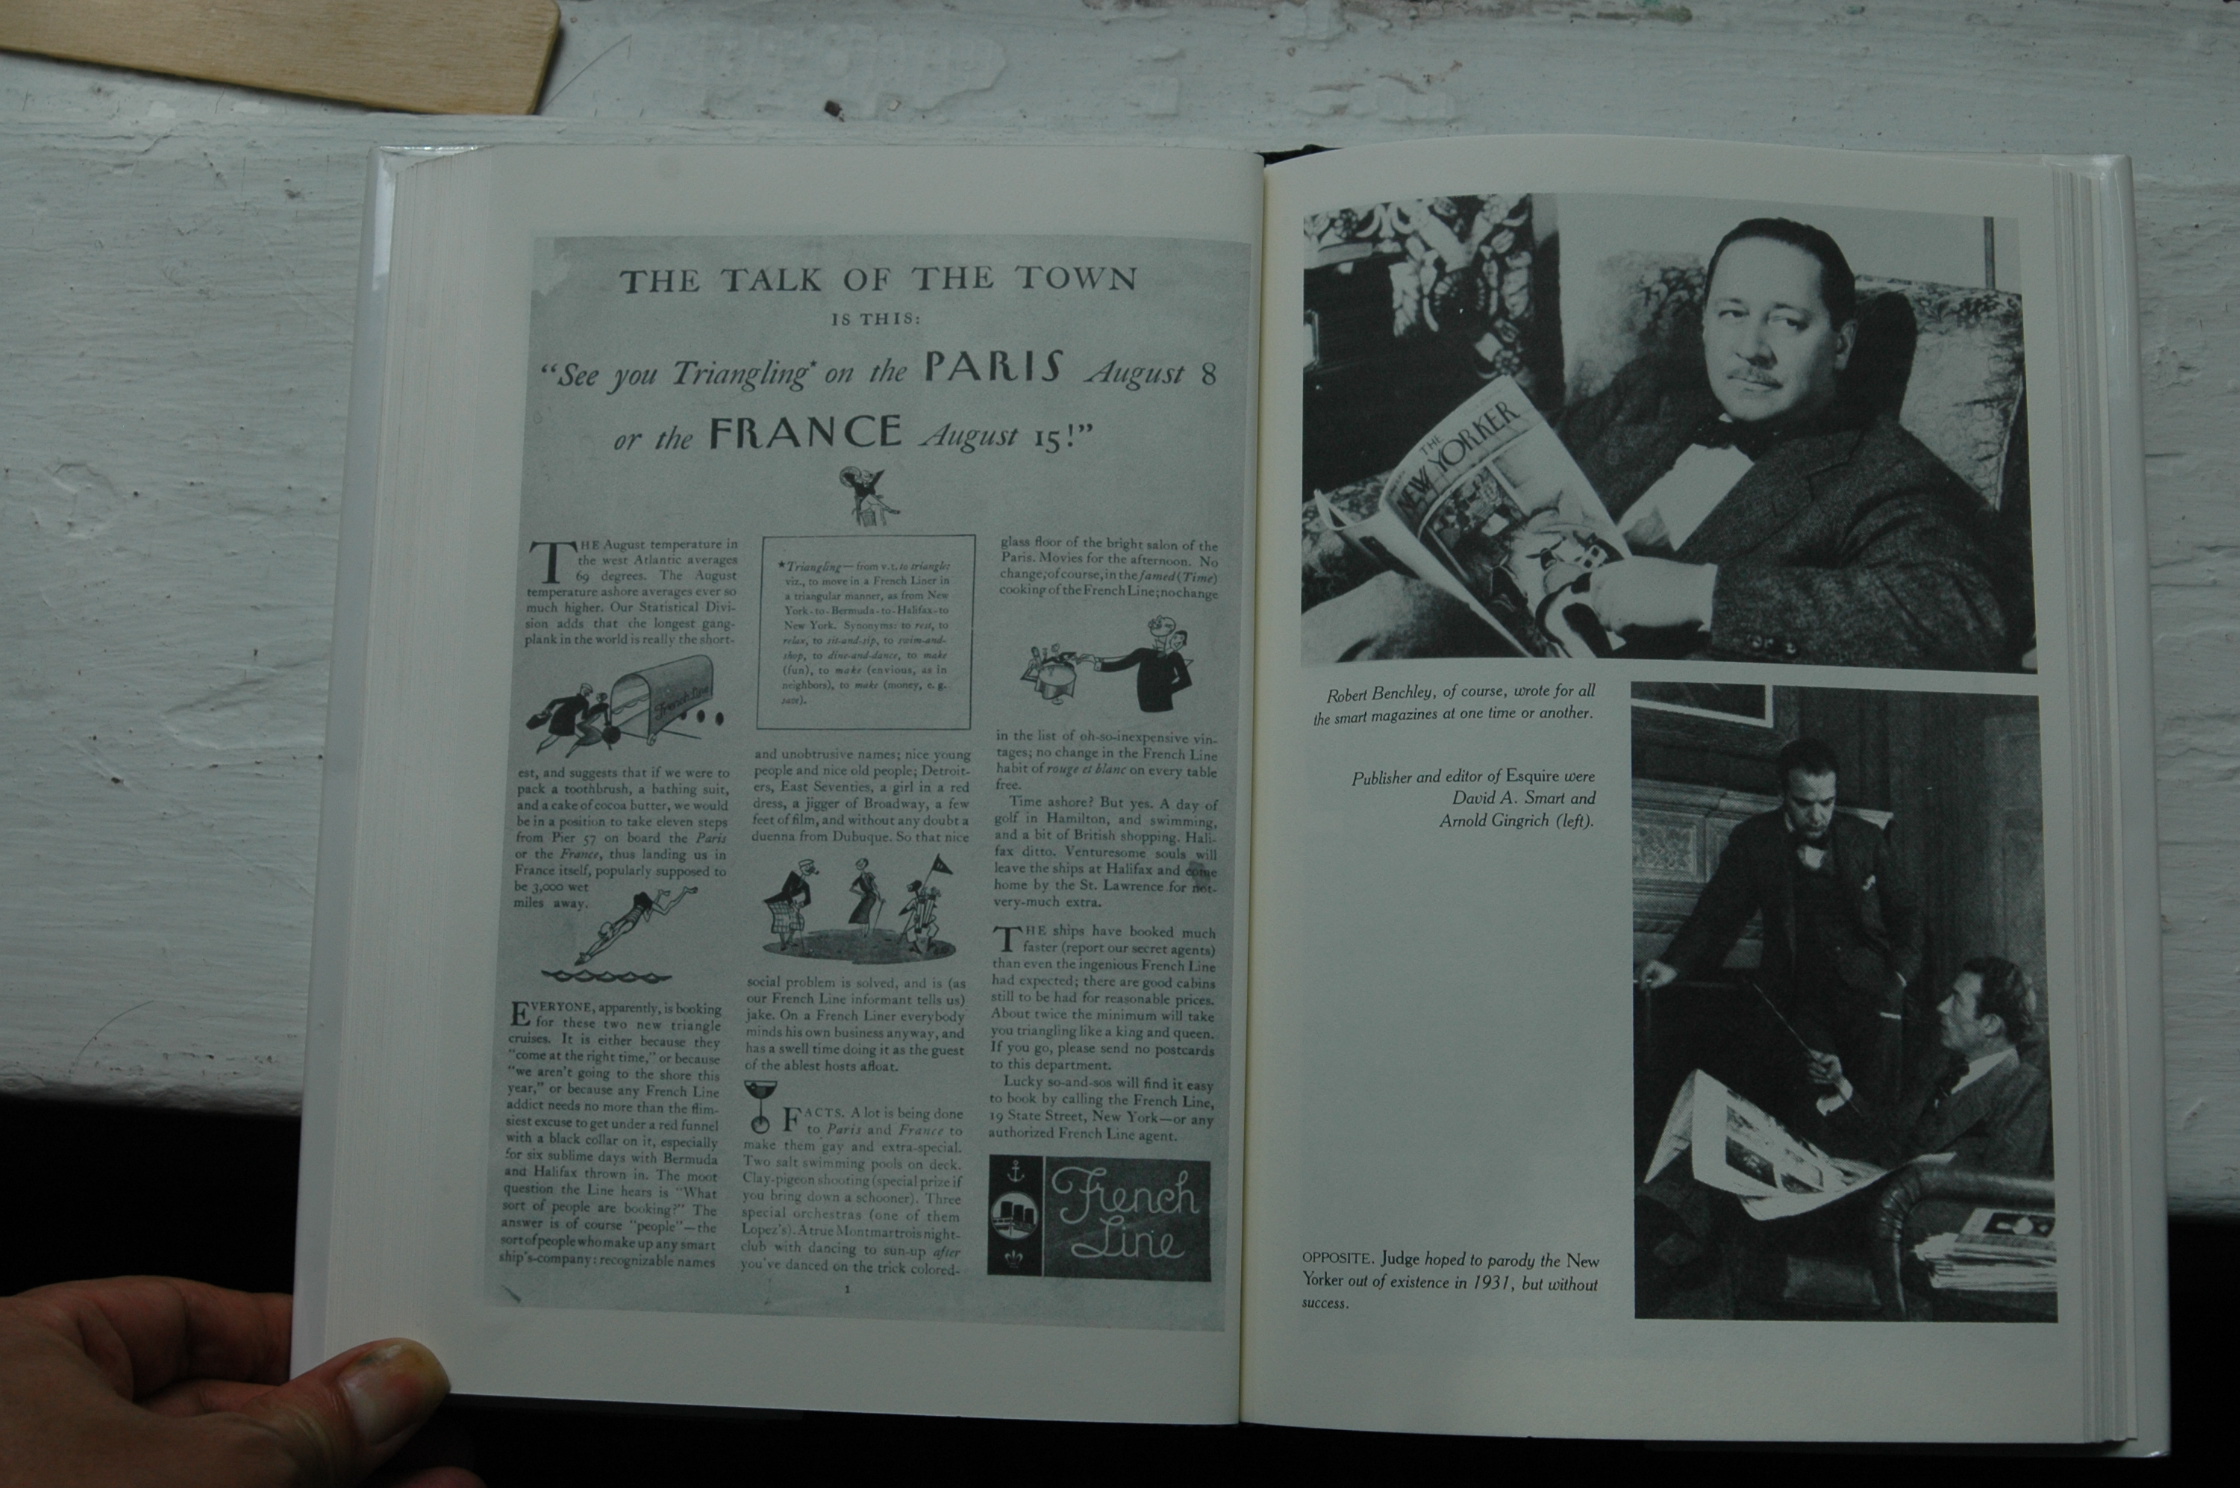 THE TALK OF THE TOWN
IS THIS:
“See you Triangling* on the PARIS August 8
or the FRANCE August 15!”
THE August temperature in
the west Atlantic averages
69 degrees. The August
temperature ashore averages ever so
much higher. Our Statistical Divi-
sion adds that the longest gang-
plank in the world is really the short-
French Line
est, and suggests that if we were to
pack a toothbrush, a bathing suit,
and a cake of cocoa butter, we would
be in a position to take eleven steps
from Pier 57 on board the Paris
or the France, thus landing us in
France itself, popularly supposed to
be 3,000 wet
miles away.
EVERYONE, apparently, is booking
for these two new triangle
cruises. It is either because they
“come at the right time,” or because
“we aren't going to the shore this
year,” or because any French Line
addict needs no more than the flim-
siest excuse to get under a red funnel
with a black collar on it, especially
for six sublime days with Bermuda
and Halifax thrown in. The moot
question the Line hears is “What
sort of people are booking?” The
answer is of course “people”—the
sort of people who make up any smart
ship's-company: recognizable names
*Triangling—from v.t. to triangle:
viz., to move in a French Liner in
a triangular manner, as from New
York-to-Bermuda-to-Halifax-to
New York. Synonyms: to rest, to
relax, to sit-and-sip, to swim-and-
shop, to dine-and-dance, to make
(fun), to make (envious, as in
neighbors), to make (money, e. g.
save).
and unobtrusive names; nice young
people and nice old people; Detroit-
ers, East Seventies, a girl in a red
dress, a jigger of Broadway, a few
feet of film, and without any doubt a
duenna from Dubuque. So that nice
social problem is solved, and is (as
our French Line informant tells us)
jake. On a French Liner everybody
minds his own business anyway, and
has a swell time doing it as the guest
of the ablest hosts afloat.
FACTS. A lot is being done
to Paris and France to
make them gay and extra-special.
Two salt swimming pools on deck.
Clay-pigeon shooting (special prize if
you bring down a schooner). Three
special orchestras (one of them
Lopez's). A true Montmartrois night-
club with dancing to sun-up after
you've danced on the trick colored-
glass floor of the bright salon of the
Paris. Movies for the afternoon. No
change, of course, in the famed (Time)
cooking of the French Line; no change
in the list of oh-so-inexpensive vin-
tages; no change in the French Line
habit of rouge et blanc on every table
free.
Time ashore? But yes. A day of
golf in Hamilton, and swimming,
and a bit of British shopping. Hali-
fax ditto. Venturesome souls will
leave the ships at Halifax and come
home by the St. Lawrence for not-
very-much extra.
THE ships have booked much
faster (report our secret agents)
than even the ingenious French Line
had expected; there are good cabins
still to be had for reasonable prices.
About twice the minimum will take
you triangling like a king and queen.
If you go, please send no postcards
to this department.
Lucky so-and-sos will find it easy
to book by calling the French Line,
19 State Street, New York—or any
authorized French Line agent.
French
Line
1
THE
NEW YORKER
Robert Benchley, of course, wrote for all
the smart magazines at one time or another.
Publisher and editor of Esquire were
David A. Smart and
Arnold Gingrich (left).
OPPOSITE. Judge hoped to parody the New
Yorker out of existence in 1931, but without
success.